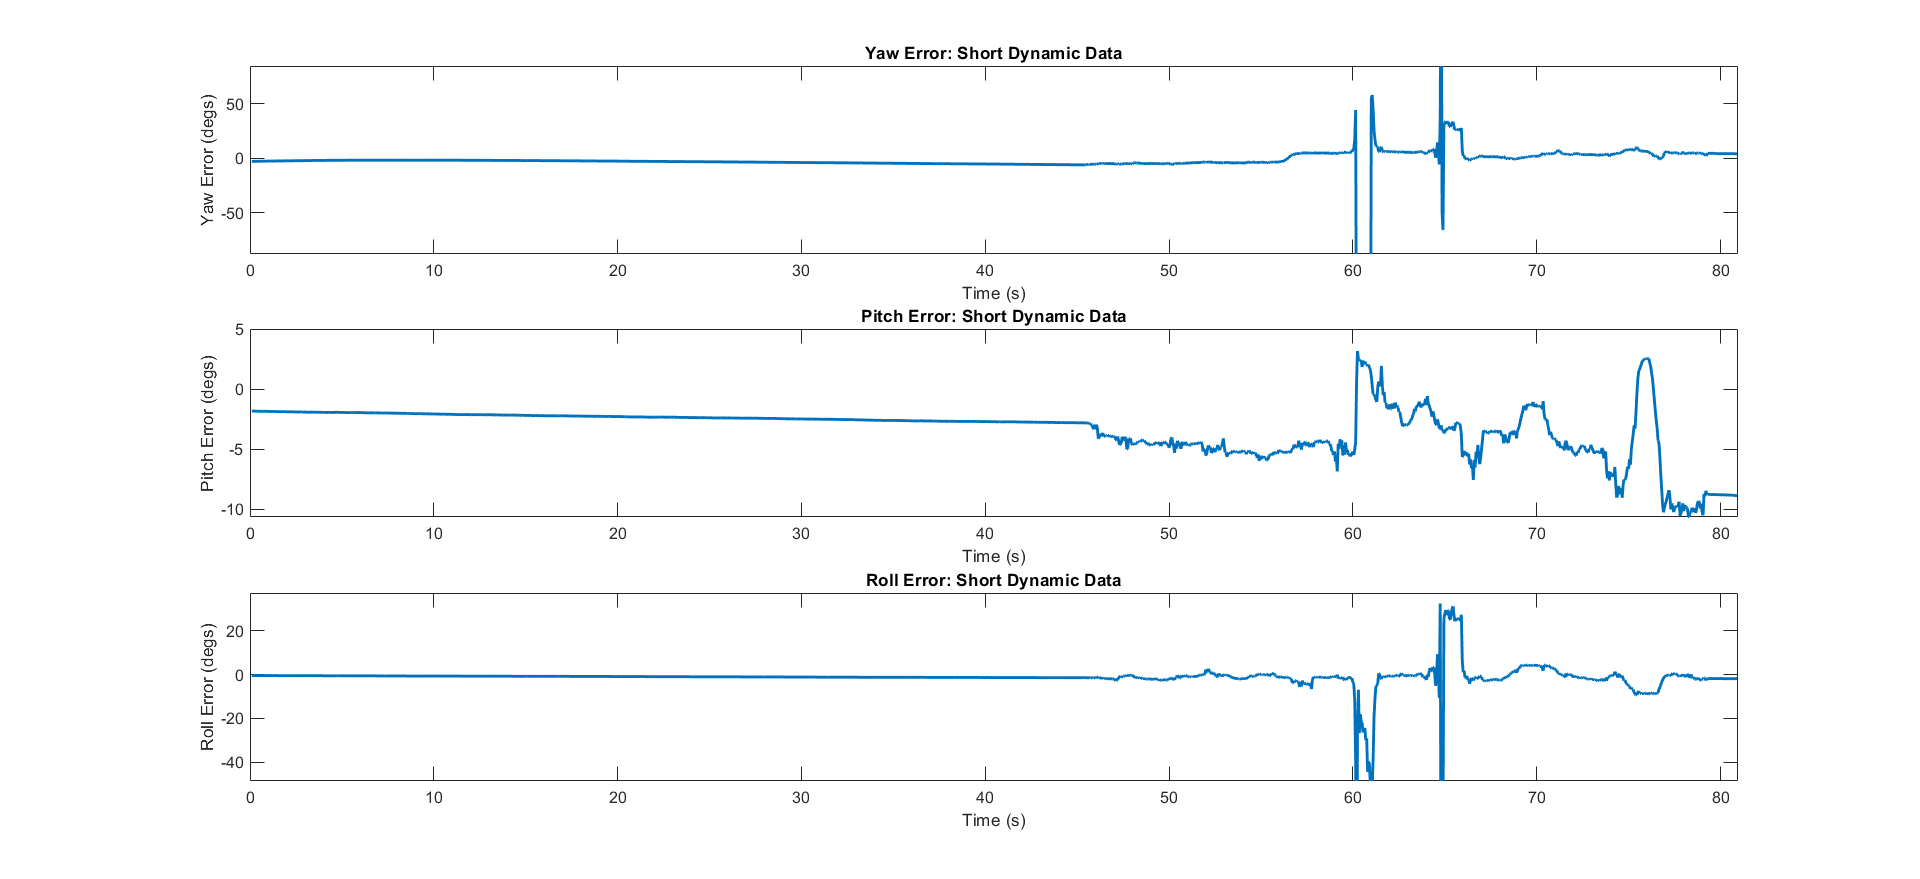 Yaw Error: Short Dynamic Data
Yaw Error (degs)
50
0
-50
0 10 20 30 40 50 60 70 80
Time (s)
Pitch Error: Short Dynamic Data
Pitch Error (degs)
5
0
-5
-10
0 10 20 30 40 50 60 70 80
Time (s)
Roll Error: Short Dynamic Data
Roll Error (degs)
20
0
-20
-40
0 10 20 30 40 50 60 70 80
Time (s)